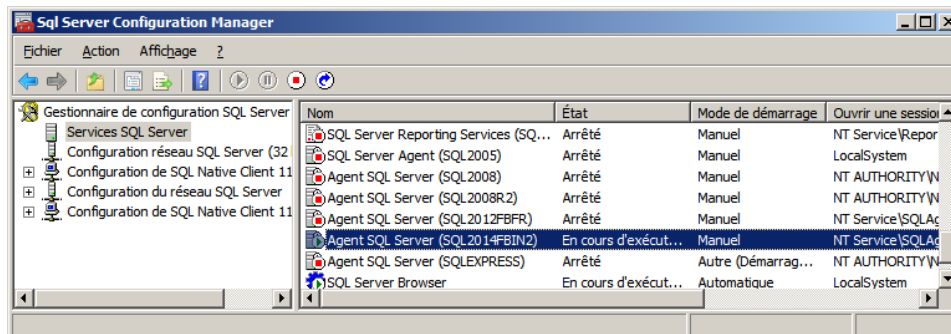 Sql Server Configuration Manager
Fichier Action Affichage ?
Gestionnaire de configuration SQL Server
Services SQL Server
Configuration réseau SQL Server (32
Configuration de SQL Native Client 11
Configuration du réseau SQL Server
Configuration de SQL Native Client 11
Nom État Mode de démarrage Ouvrir une session
SQL Server Reporting Services (SQ... Arrêté Manuel NT Service\Repor
SQL Server Agent (SQL2005) Arrêté Manuel LocalSystem
Agent SQL Server (SQL2008) Arrêté Manuel NT AUTHORITY\N
Agent SQL Server (SQL2008R2) Arrêté Manuel NT AUTHORITY\N
Agent SQL Server (SQL2012FBFR) Arrêté Manuel NT Service\SQLAg
Agent SQL Server (SQL2014FBIN2) En cours d'exécut... Manuel NT Service\SQLAg
Agent SQL Server (SQLEXPRESS) Arrêté Autre (Démarrag... NT AUTHORITY\N
SQL Server Browser En cours d'exécut... Automatique LocalSystem